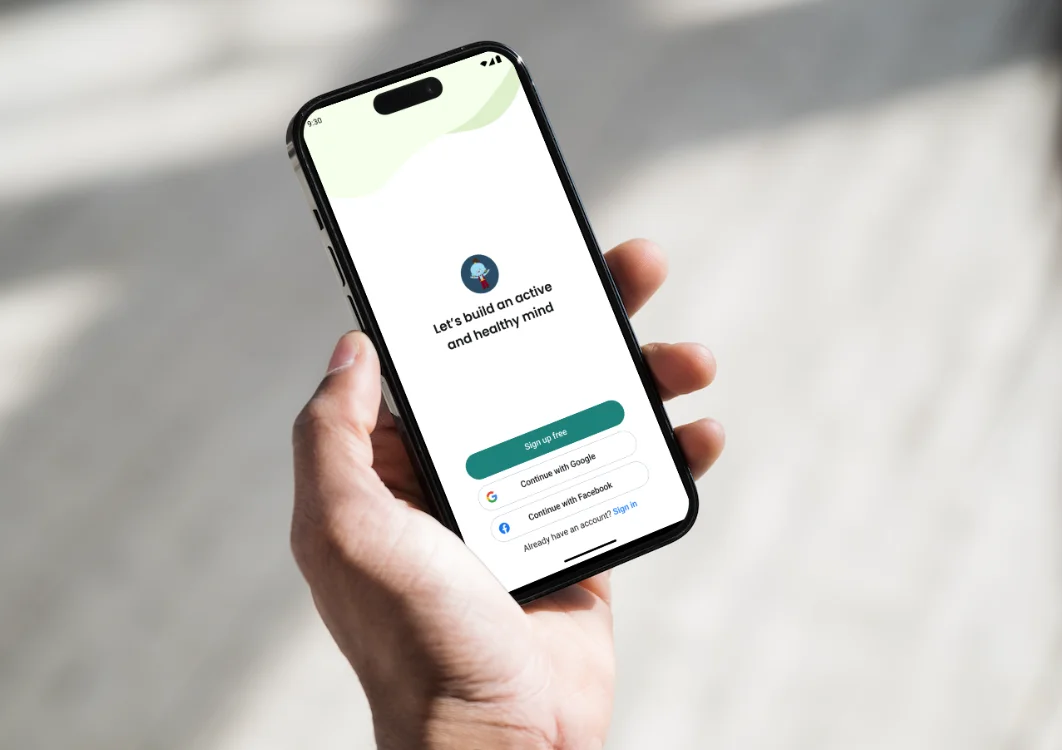 9:30
Let's build an active
and healthy mind
Sign up free
Continue with Google
Continue with Facebook
Already have an account? Sign in